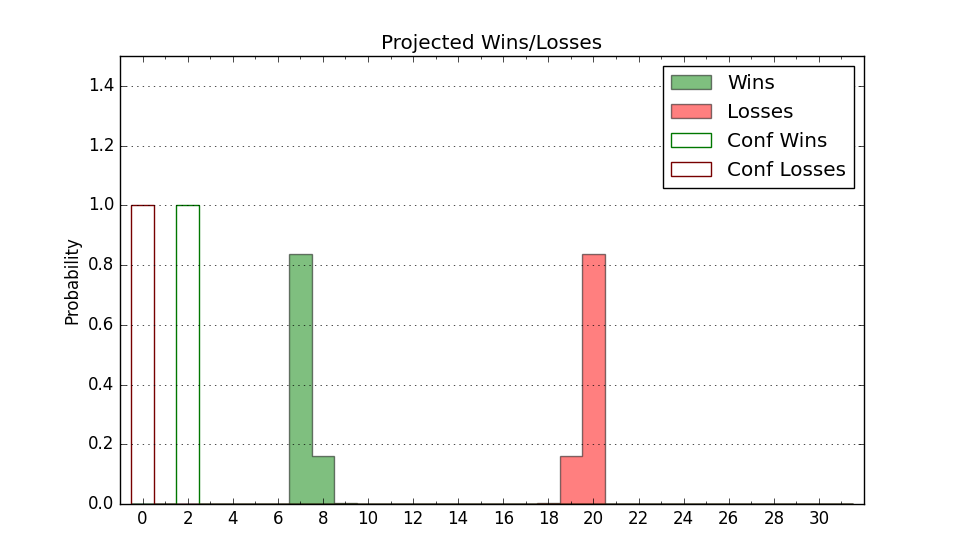 Projected Wins/Losses
Probability
1.4
1.2
1.0
0.8
0.6
0.4
0.2
0.0
0 2 4 6 8 10 12 14 16 18 20 22 24 26 28 30
Wins
Losses
Conf Wins
Conf Losses